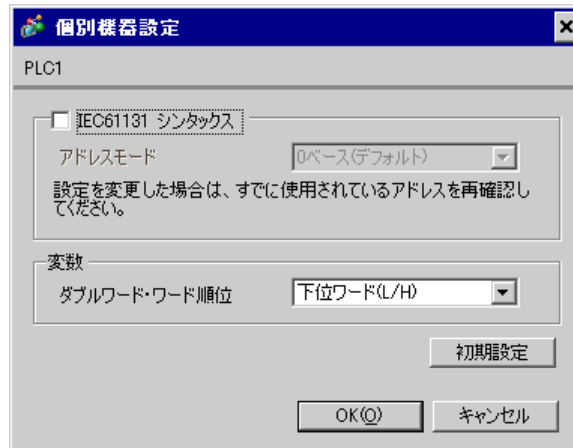 個別機器設定
PLC1
IEC61131 シンタックス
アドレスモード 0ベース(デフォルト)
設定を変更した場合は、すでに使用されているアドレスを再確認し
てください。
変数
ダブルワード・ワード順位 下位ワード(L/H)
初期設定
OK(O) キャンセル